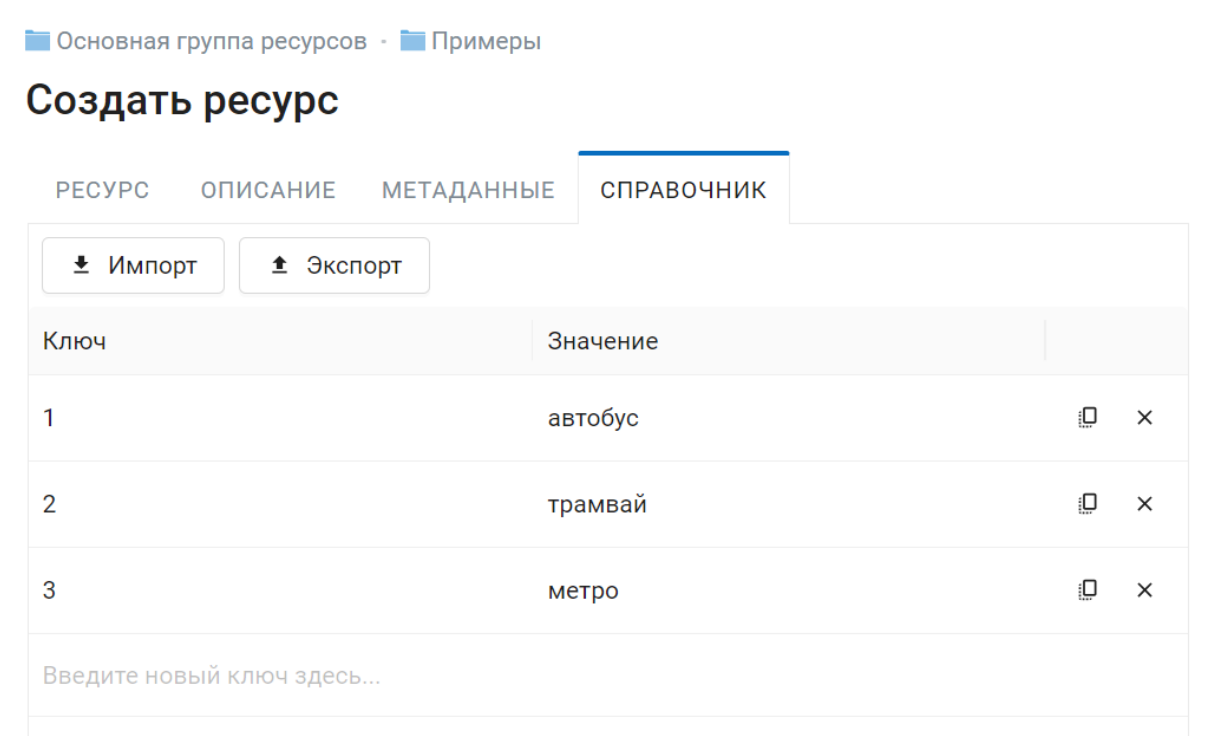 Основная группа ресурсов · Примеры
Создать ресурс
РЕСУРС ОПИСАНИЕ МЕТАДАННЫЕ СПРАВОЧНИК
Импорт Экспорт
Ключ Значение
1 автобус
2 трамвай
3 метро
Введите новый ключ здесь...